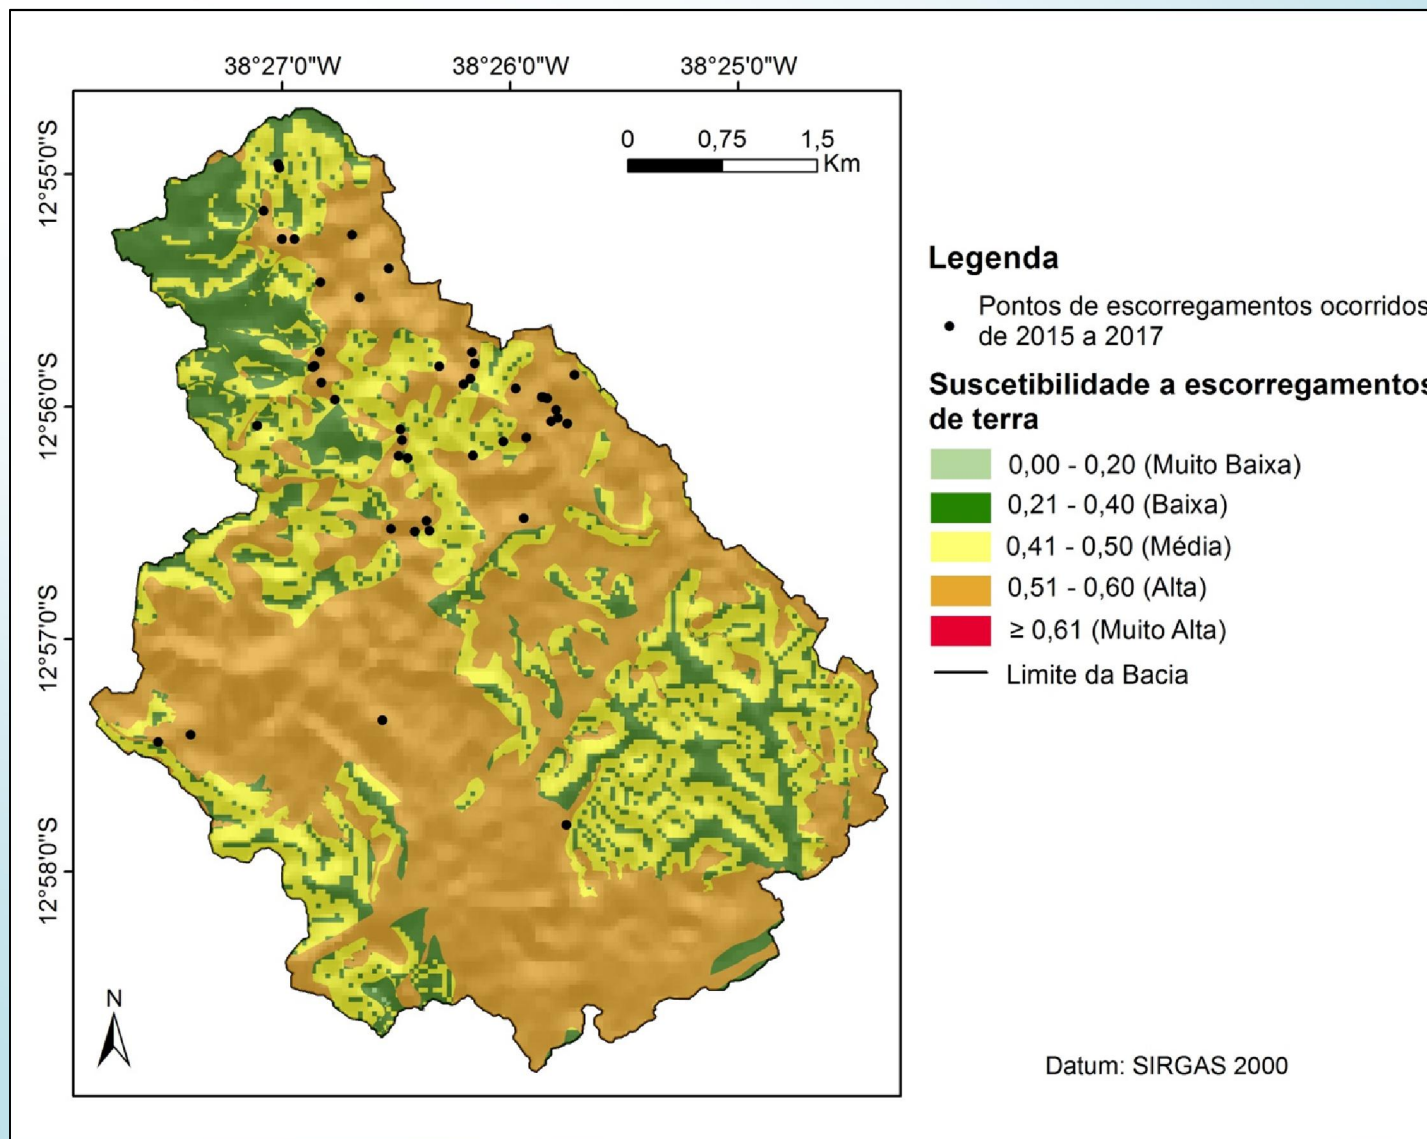 38°27'0"W 38°26'0"W 38°25'0"W
12°55'0"S
12°56'0"S
12°57'0"S
12°58'0"S
0 0,75 1,5
Km
N
Legenda
Pontos de escorregamentos ocorridos
de 2015 a 2017
Suscetibilidade a escorregamentos
de terra
0,00 - 0,20 (Muito Baixa)
0,21 - 0,40 (Baixa)
0,41 - 0,50 (Média)
0,51 - 0,60 (Alta)
≥ 0,61 (Muito Alta)
Limite da Bacia
Datum: SIRGAS 2000